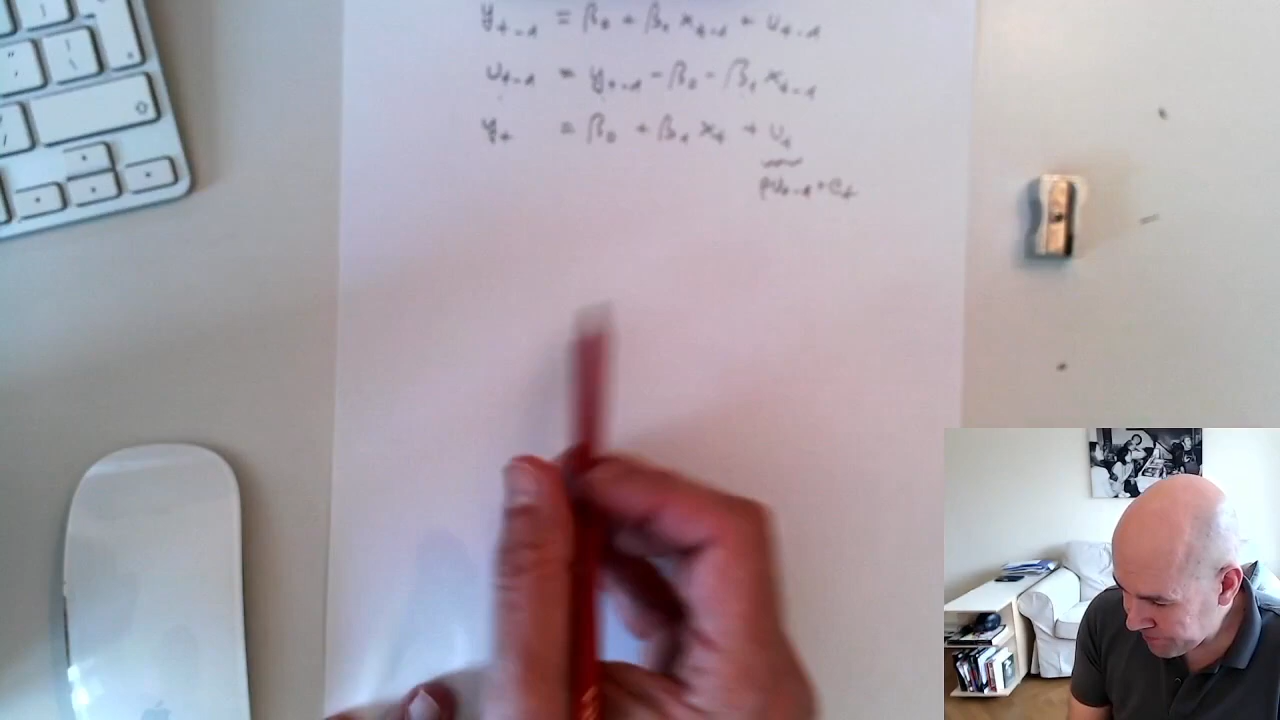 y_{t-1} = β_0 + β_1 x_{t-1} + u_{t-1}
u_{t-1} = y_{t-1} - β_0 - β_1 x_{t-1}
y_t = β_0 + β_1 x_t + u_t
ρu_{t-1} + e_t